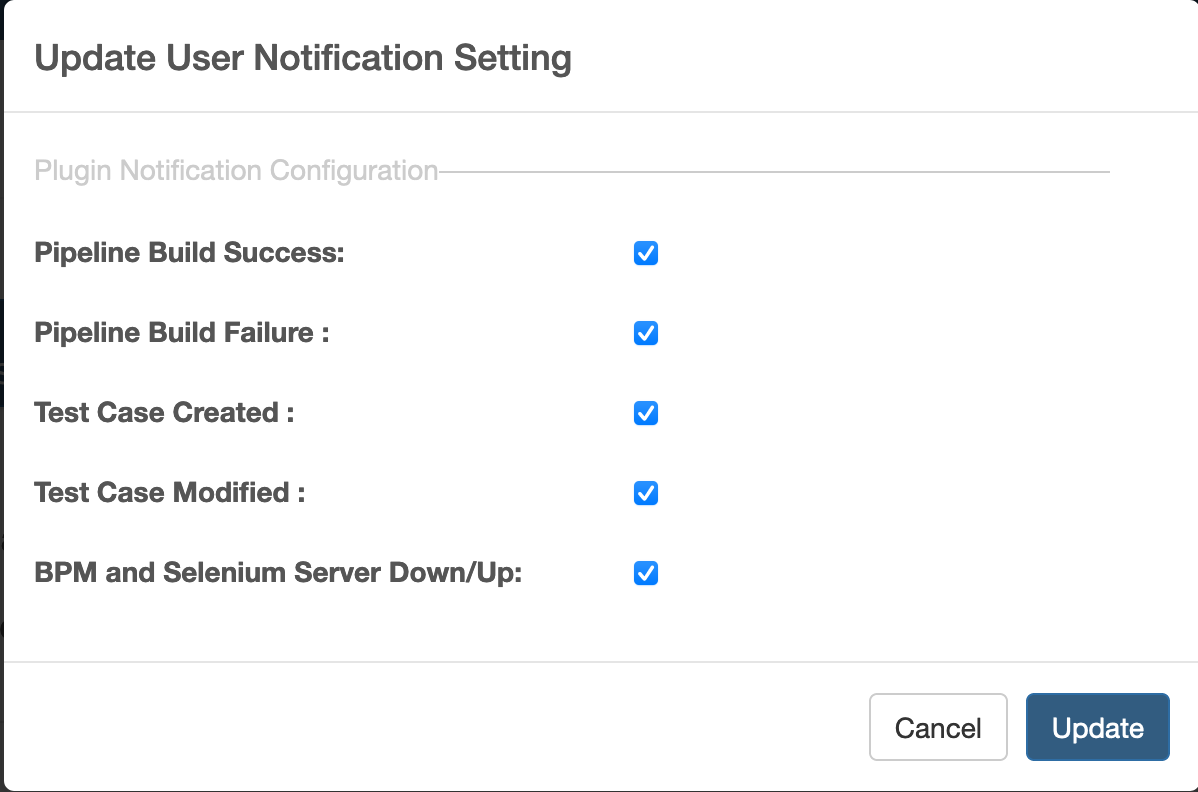 Update User Notification Setting
Plugin Notification Configuration
Pipeline Build Success:
Pipeline Build Failure :
Test Case Created :
Test Case Modified :
BPM and Selenium Server Down/Up:
Cancel Update